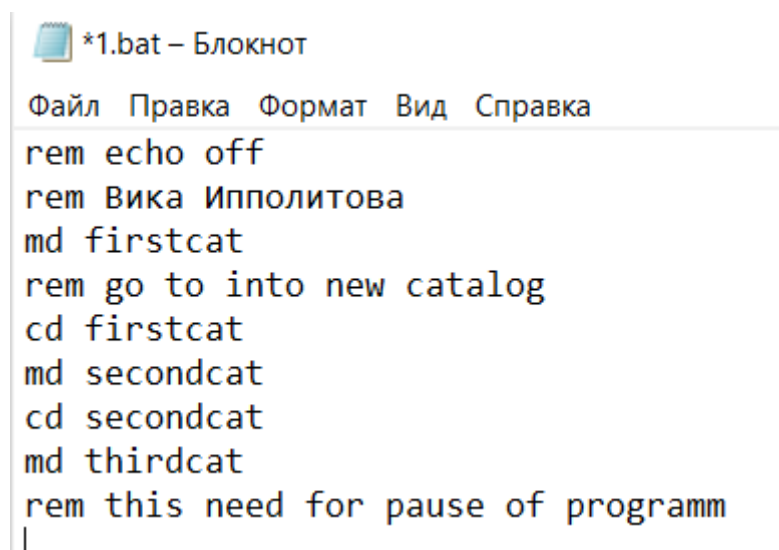 *1.bat – Блокнот
Файл Правка Формат Вид Справка
rem echo off
rem Вика Ипполитова
md firstcat
rem go to into new catalog
cd firstcat
md secondcat
cd secondcat
md thirdcat
rem this need for pause of programm